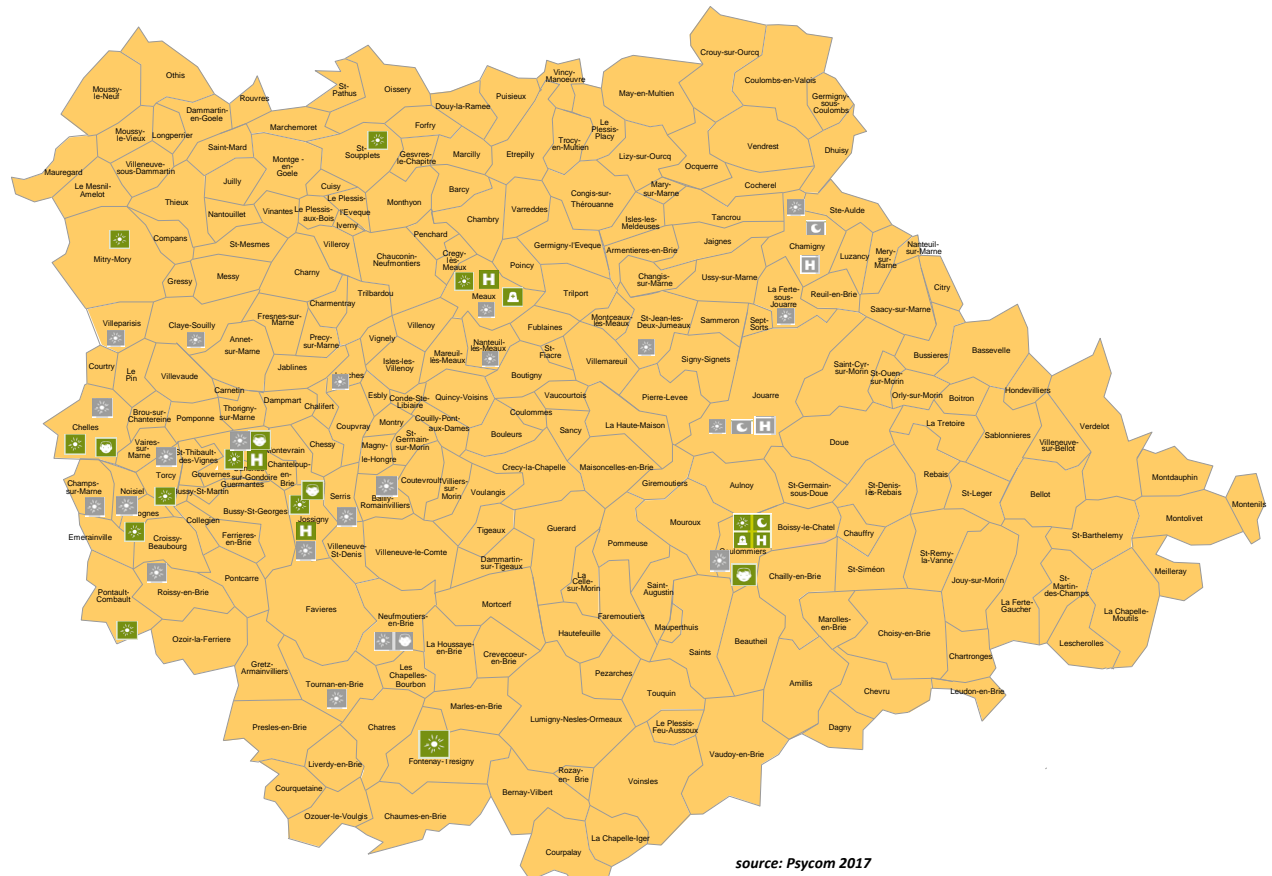 Crouy-sur-Ourcq
Othis
Vincy-
Manoeuvre
Coulombs-en-Valois
Moussy-
le-Neuf
St-
Pathus
Oissery
Puisieux
May-en-Multien
Germigny-
sous-
Coulombs
Rouvres
Dammartin-
en-Goele
Douy-la-Ramee
Moussy-
le-Vieux
Longperrier
Marchemoret
Forfry
Le
Plessis-
Placy
Trocy-
en-Multien
Vendrest
Saint-Mard
St-
Soupplets
Gesvres-
le-Chapitre
Marcilly
Etrepilly
Lizy-sur-Ourcq
Dhuisy
Mauregard
Villeneuve-
sous-Dammartin
Montge -
en-
Goele
Ocquerre
Le Mesnil-
Amelot
Juilly
Cuisy
Barcy
Mary-
sur-Marne
Cocherel
Thieux
Nantouillet
Vinantes
Le Plessis-
aux-Bois
Le Plessis-
l'Eveque
Iverny
Monthyon
Chambry
Varreddes
Congis-sur-
Thérouanne
Isles-les-
Meldeuses
Tancrou
Ste-Aulde
Compans
St-Mesmes
Villeroy
Penchard
Germigny-l'Eveque
Armentieres-en-Brie
Jaignes
Chamigny
Luzancy
Mery-
sur-
Marne
Nanteuil-
sur-Marne
Mitry-Mory
Gressy
Messy
Charny
Chauconin-
Neufmontiers
Cregy-
lès-
Meaux
Poincy
Changis-
sur-Marne
Ussy-sur-Marne
La Ferte-
sous-
Jouarre
Reuil-en-Brie
Citry
Charmentray
Trilbardou
Meaux
Trilport
Saacy-sur-Marne
Villeparisis
Claye-Souilly
Fresnes-sur-
Marne
Annet-
sur-Marne
Precy-
sur-Marne
Vignely
Villenoy
Fublaines
Montceaux-
les-Meaux
St-Jean-les-
Deux-Jumeaux
Sammeron
Sept-
Sorts
Courtry
Le
Pin
Villevaude
Jablines
Isles-les-
Villenoy
Mareuil-
lès-Meaux
Nanteuil-
lès-Meaux
St-
Fiacre
Villemareuil
Signy-Signets
Saint-Cyr-
sur-Morin
St-Ouen-
sur-Morin
Bussieres
Bassevelle
Boutigny
Carnetin
Dampmart
Chalifert
Esbly
Conde-Ste-
Libiaire
Quincy-Voisins
Vaucourtois
Pierre-Levee
Jouarre
Orly-sur-Morin
Boitron
Hondevilliers
Brou-sur-
Chantereine
Pomponne
Thorigny-
sur-Marne
Coupvray
Montry
Couilly-Pont-
aux-Dames
Coulommes
La Haute-Maison
La Tretoire
Verdelot
Chelles
Vaires-
sur-
Marne
St-Thibault-
des-Vignes
Chessy
Magny-
le-Hongre
St-
Germain-
sur-Morin
Bouleurs
Sancy
Doue
Sablonnieres
Villeneuve-
sur-Bellot
Torcy
Gouvernes
Guermantes
Chanteloup-
en-
Brie
Crecy-la-Chapelle
Maisoncelles-en-Brie
Rebais
Champs-
sur-Marne
Noisiel
Serris
Bailly-
Romainvilliers
Coutevroult
Villiers-
sur-
Morin
Voulangis
Giremoutiers
Aulnoy
St-Germain-
sous-Doue
St-Denis-
lès-Rebais
St-Leger
Bellot
Montdauphin
Montenils
Montolivet
Bussy-St-Georges
Jossigny
Collegien
Emerainville
Croissy-
Beaubourg
Ferrieres-
en-Brie
Villeneuve-
St-Denis
Villeneuve-le-Comte
Tigeaux
Guerard
Mouroux
Boissy-le-Chatel
Chauffry
St-Barthelemy
Pommeuse
Dammartin-
sur-Tigeaux
St-Remy-
la-Vanne
Meilleray
Pontcarre
Pontault-
Combault
Roissy-en-Brie
La
Celle-
sur-Morin
Saint-
Augustin
Chailly-en-Brie
St-Siméon
Jouy-sur-Morin
St-
Martin-
des-Champs
Favieres
Mortcerf
Faremoutiers
La Ferte-
Gaucher
La Chapelle-
Moutils
Neufmoutiers-
en-Brie
Mauperthuis
Marolles-
en-Brie
Choisy-en-Brie
Ozoir-la-Ferriere
La Houssaye-
en-Brie
Hautefeuille
Beautheil
Lescherolles
Saints
Crevecoeur-
en-Brie
Chartronges
Gretz-
Armainvilliers
Les
Chapelles-
Bourbon
Pezarches
Tournan-en-Brie
Touquin
Amillis
Chevru
Leudon-en-Brie
Marles-en-Brie
Lumigny-Nesles-Ormeaux
Le Plessis-
Feu-Aussoux
Presles-en-Brie
Chatres
Dagny
Vaudoy-en-Brie
Liverdy-en-Brie
Fontenay-Tresigny
Rozay-
en- Brie
Voinsles
Courquetaine
Bernay-Vilbert
Ozouer-le-Voulgis
Chaumes-en-Brie
La Chapelle-Iger
Courpalay
source: Psycom 2017